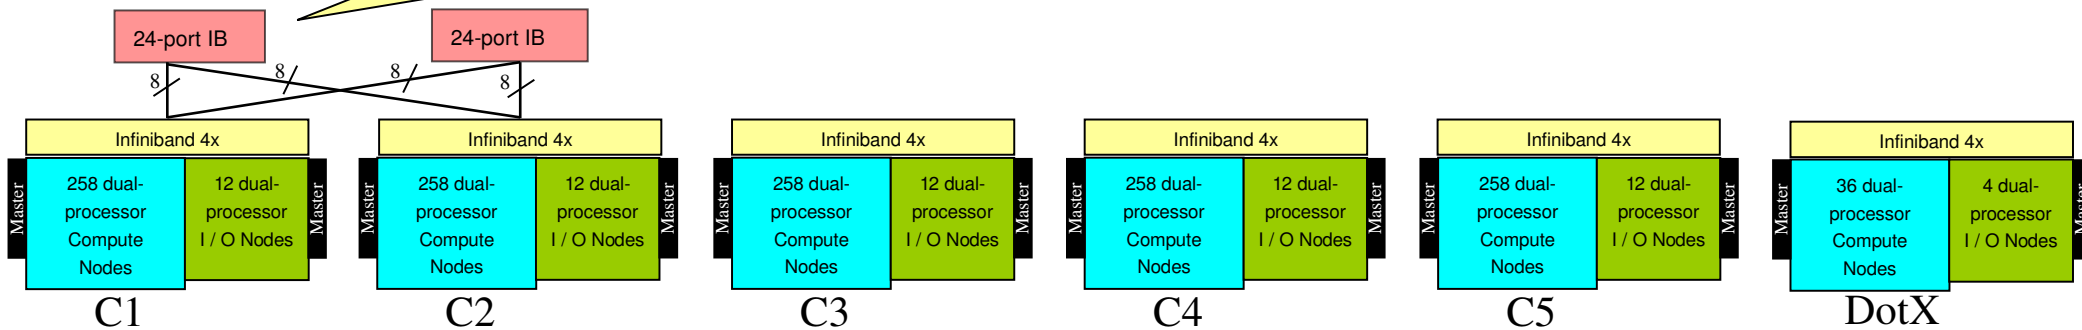 24-port IB
24-port IB
8
8
8
8
Infiniband 4x
Infiniband 4x
Infiniband 4x
Infiniband 4x
Infiniband 4x
Infiniband 4x
Master
258 dual-
processor
Compute
Nodes
12 dual-
processor
I / O Nodes
Master
C1
Master
258 dual-
processor
Compute
Nodes
12 dual-
processor
I / O Nodes
Master
C2
Master
258 dual-
processor
Compute
Nodes
12 dual-
processor
I / O Nodes
Master
C3
Master
258 dual-
processor
Compute
Nodes
12 dual-
processor
I / O Nodes
Master
C4
Master
258 dual-
processor
Compute
Nodes
12 dual-
processor
I / O Nodes
Master
C5
Master
36 dual-
processor
Compute
Nodes
4 dual-
processor
I / O Nodes
Master
DotX